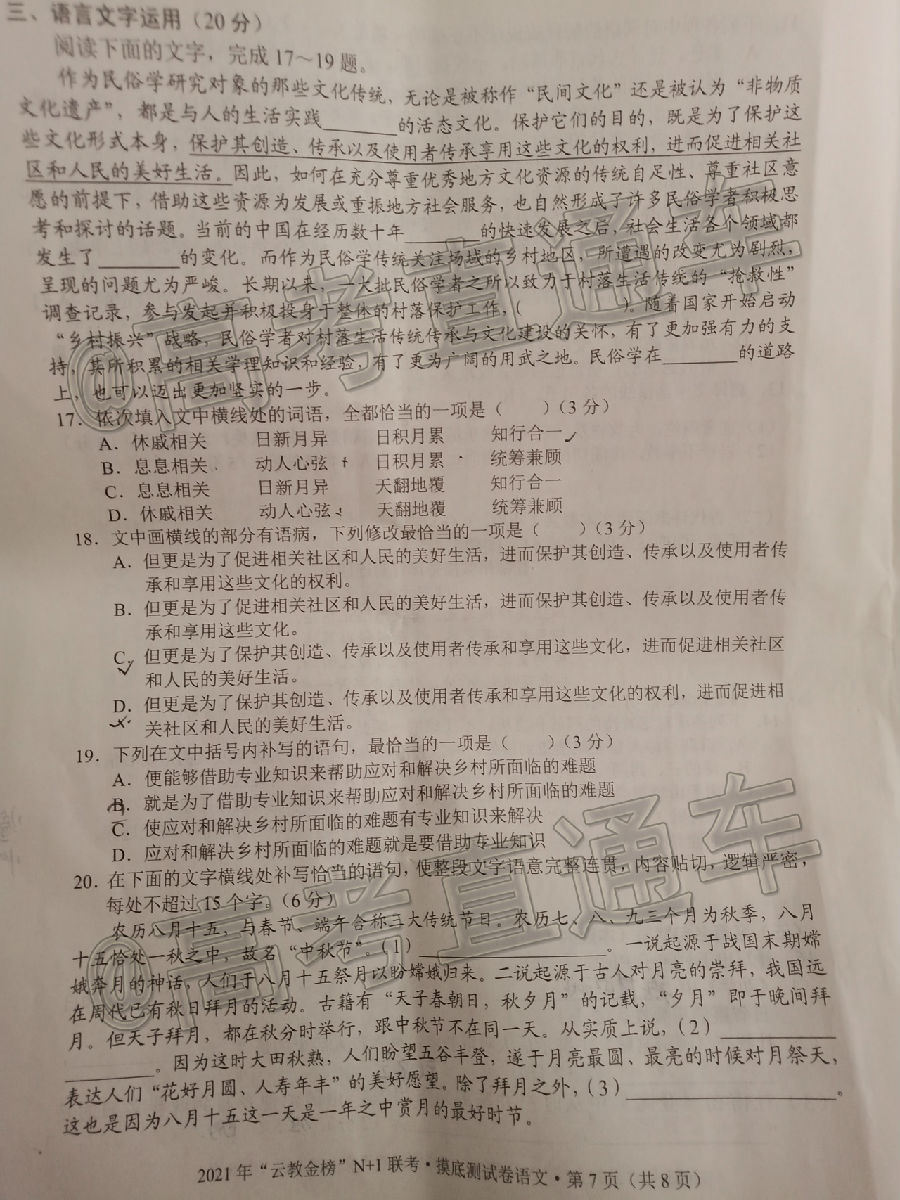 三、语言文字运用（20分）
阅读下面的文字，完成17～19题。
作为民俗学研究对象的那些文化传统，无论是被称作“民间文化”还是被认为“非物质
文化遗产”，都是与人的生活实践________的活态文化。保护它们的目的，既是为了保护这
些文化形式本身，保护其创造、传承以及使用者传承享用这些文化的权利，进而促进相关社
区和人民的美好生活。因此，如何在充分尊重优秀地方文化资源的传统自足性、尊重社区意
愿的前提下，借助这些资源为发展或重振地方社会服务，也自然形成了许多民俗学者积极思
考和探讨的话题。当前的中国在经历数十年________的快速发展之后，社会生活各个领域都
发生了________的变化。而作为民俗学传统关注场域的乡村地区，所遭遇的改变尤为剧烈，
呈现的问题尤为严峻。长期以来，一大批民俗学者之所以致力于村落生活传统的“抢救性”
调查记录，参与发起并积极投身于整体的村落保护工作，（　　　　）。随着国家开始启动
“乡村振兴”战略，民俗学者对村落生活传统传承与文化建设的关怀，有了更加强有力的支
持，其所积累的相关学理知识和经验，有了更为广阔的用武之地。民俗学在________的道路
上，也可以迈出更加坚实的一步。
17．依次填入文中横线处的词语，全都恰当的一项是（　　）（3分）
A．休戚相关　日新月异　日积月累　知行合一
B．息息相关　动人心弦　日积月累　统筹兼顾
C．息息相关　日新月异　天翻地覆　知行合一
D．休戚相关　动人心弦　天翻地覆　统筹兼顾
18．文中画横线的部分有语病，下列修改最恰当的一项是（　　）（3分）
A．但更是为了促进相关社区和人民的美好生活，进而保护其创造、传承以及使用者传
承和享用这些文化的权利。
B．但更是为了促进相关社区和人民的美好生活，进而保护其创造、传承以及使用者传
承和享用这些文化。
C．但更是为了保护其创造、传承以及使用者传承和享用这些文化，进而促进相关社区
和人民的美好生活。
D．但更是为了保护其创造、传承以及使用者传承和享用这些文化的权利，进而促进相
关社区和人民的美好生活。
19．下列在文中括号内补写的语句，最恰当的一项是（　　）（3分）
A．便能够借助专业知识来帮助应对和解决乡村所面临的难题
B．就是为了借助专业知识来帮助应对和解决乡村所面临的难题
C．使应对和解决乡村所面临的难题有专业知识来解决
D．应对和解决乡村所面临的难题就是要借助专业知识
20．在下面的文字横线处补写恰当的语句，使整段文字语意完整连贯，内容贴切，逻辑严密，
每处不超过15个字。（6分）
农历八月十五，与春节、端午合称三大传统节日。农历七、八、九三个月为秋季，八月
十五恰处一秋之中，故名“中秋节”。（1）________________。一说起源于战国末期嫦
娥奔月的神话，人们于八月十五祭月以盼嫦娥归来。二说起源于古人对月亮的崇拜，我国远
在周代已有秋日拜月的活动。古籍有“天子春朝日，秋夕月”的记载，“夕月”即于晚间拜
月。但天子拜月，都在秋分时举行，跟中秋节不在同一天。从实质上说，（2）__________
________。因为这时大田秋熟，人们盼望五谷丰登，遂于月亮最圆、最亮的时候对月祭天，
表达人们“花好月圆、人寿年丰”的美好愿望。除了拜月之外，（3）__________________，
这也是因为八月十五这一天是一年之中赏月的最好时节。
2021年“云教金榜”N+1联考·摸底测试卷语文·第7页（共8页）
@高考直通车
@高考直通车